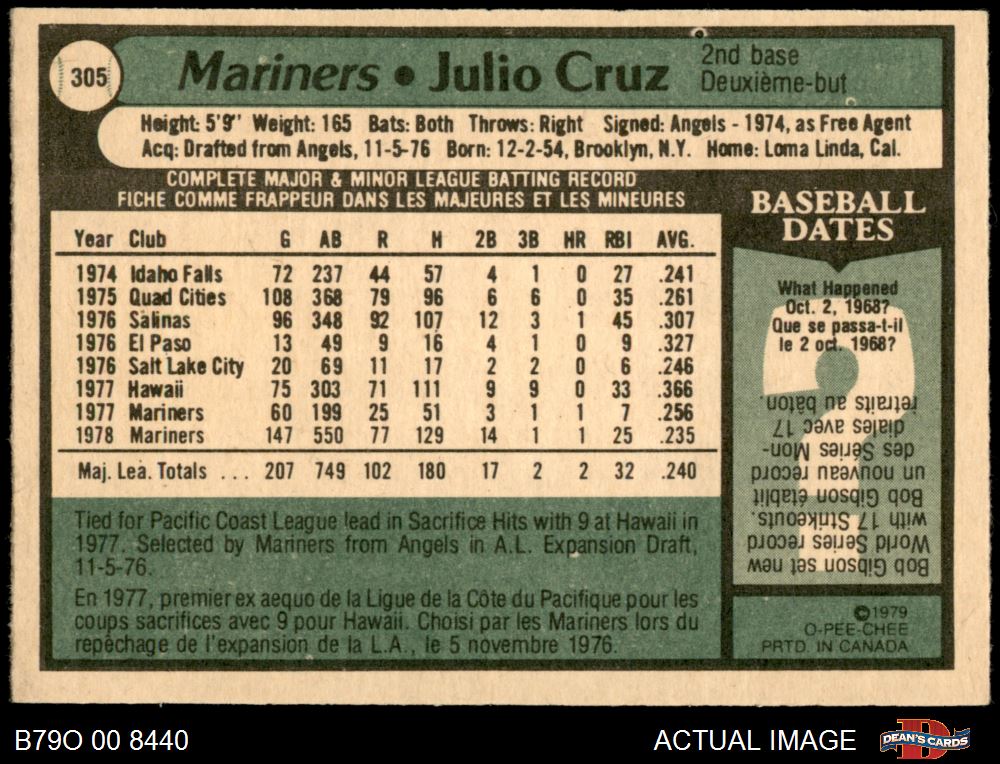 305
Mariners • Julio Cruz
2nd base
Deuxième-but
Height: 5'9" Weight: 165 Bats: Both Throws: Right Signed: Angels - 1974, as Free Agent
Acq: Drafted from Angels, 11-5-76 Born: 12-2-54, Brooklyn, N.Y. Home: Loma Linda, Cal.
COMPLETE MAJOR & MINOR LEAGUE BATTING RECORD
FICHE COMME FRAPPEUR DANS LES MAJEURES ET LES MINEURES
Year Club G AB R H 2B 3B HR RBI AVG.
1974 Idaho Falls 72 237 44 57 4 1 0 27 .241
1975 Quad Cities 108 368 79 96 6 6 0 35 .261
1976 Salinas 96 348 92 107 12 3 1 45 .307
1976 El Paso 13 49 9 16 4 1 0 9 .327
1976 Salt Lake City 20 69 11 17 2 2 0 6 .246
1977 Hawaii 75 303 71 111 9 9 0 33 .366
1977 Mariners 60 199 25 51 3 1 1 7 .256
1978 Mariners 147 550 77 129 14 1 1 25 .235
Maj. Lea. Totals ... 207 749 102 180 17 2 2 32 .240
Tied for Pacific Coast League lead in Sacrifice Hits with 9 at Hawaii in
1977. Selected by Mariners from Angels in A.L. Expansion Draft,
11-5-76.
En 1977, premier ex aequo de la Ligue de la Côte du Pacifique pour les
coups sacrifices avec 9 pour Hawaii. Choisi par les Mariners lors du
repêchage de l'expansion de la L.A., le 5 novembre 1976.
BASEBALL
DATES
What Happened
Oct. 2, 1968?
Que se passa-t-il
le 2 oct. 1968?
Bob Gibson set new
World Series record
with 17 Strikeouts.
Bob Gibson établit
un nouveau record
des Séries Mon-
diales avec 17
retraits au bâton
©1979
O-PEE-CHEE
PRTD. IN CANADA
B79O 00 8440
ACTUAL IMAGE
D
DEAN'S CARDS